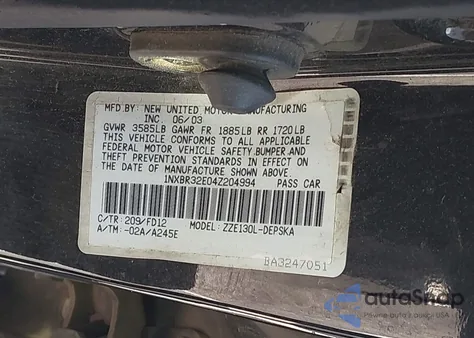 MFD.BY: NEW UNITED MOTOR MANUFACTURING
INC 06/03
GVWR 3585LB GAWR FR 1885LB RR 1720LB
THIS VEHICLE CONFORMS TO ALL APPLICABLE
FEDERAL MOTOR VEHICLE SAFETY,BUMPER AND
THEFT PREVENTION STANDARDS IN EFFECT ON
THE DATE OF MANUFACTURE SHOWN ABOVE.
1NXBR32E04Z204994 PASS CAR
C/TR: 209/FD12 MODEL: ZZE130L-DEPSKA
A/TM: -02A/A245E
BA3247051
autoSnap